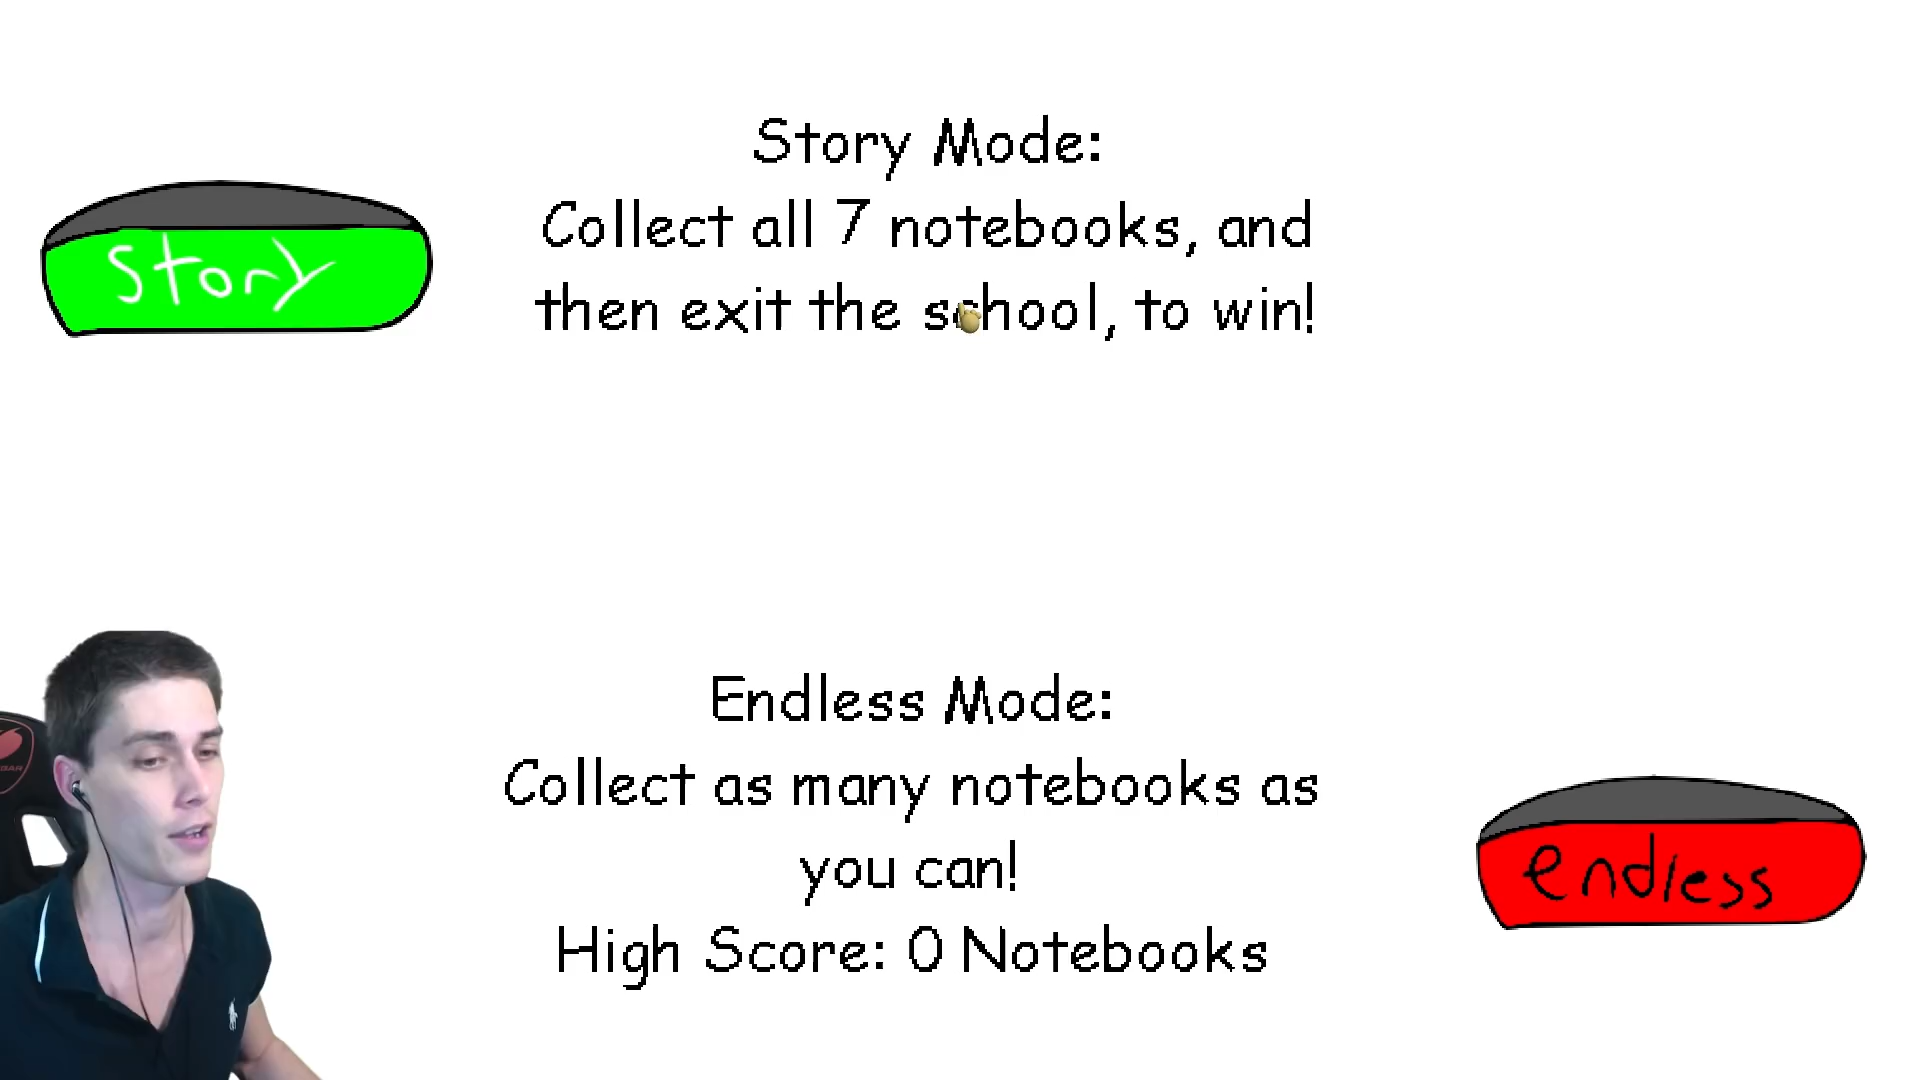 Story Mode:
Collect all 7 notebooks, and
then exit the school, to win!
story
Endless Mode:
Collect as many notebooks as
you can!
High Score: 0 Notebooks
endless